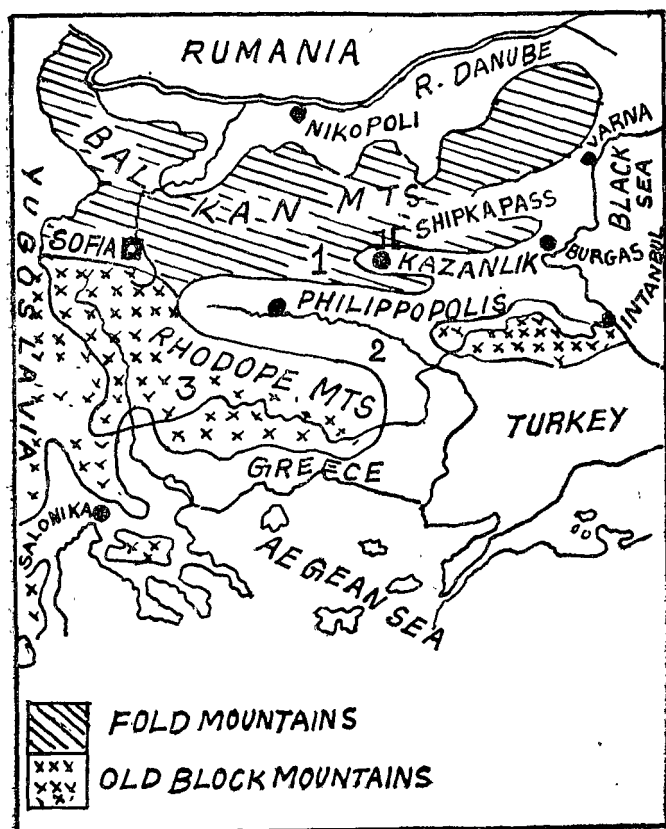 RUMANIA
R. DANUBE
NIKOPOLI
VARNA
BLACK SEA
BALKAN MTS
SHIPKA PASS
YUGOSLAVIA
SOFIA
1
KAZANLIK
BURGAS
INTANBUL
PHILIPPOPOLIS
2
RHODOPE MTS
3
TURKEY
GREECE
SALONIKA
AEGEAN SEA
FOLD MOUNTAINS
OLD BLOCK MOUNTAINS